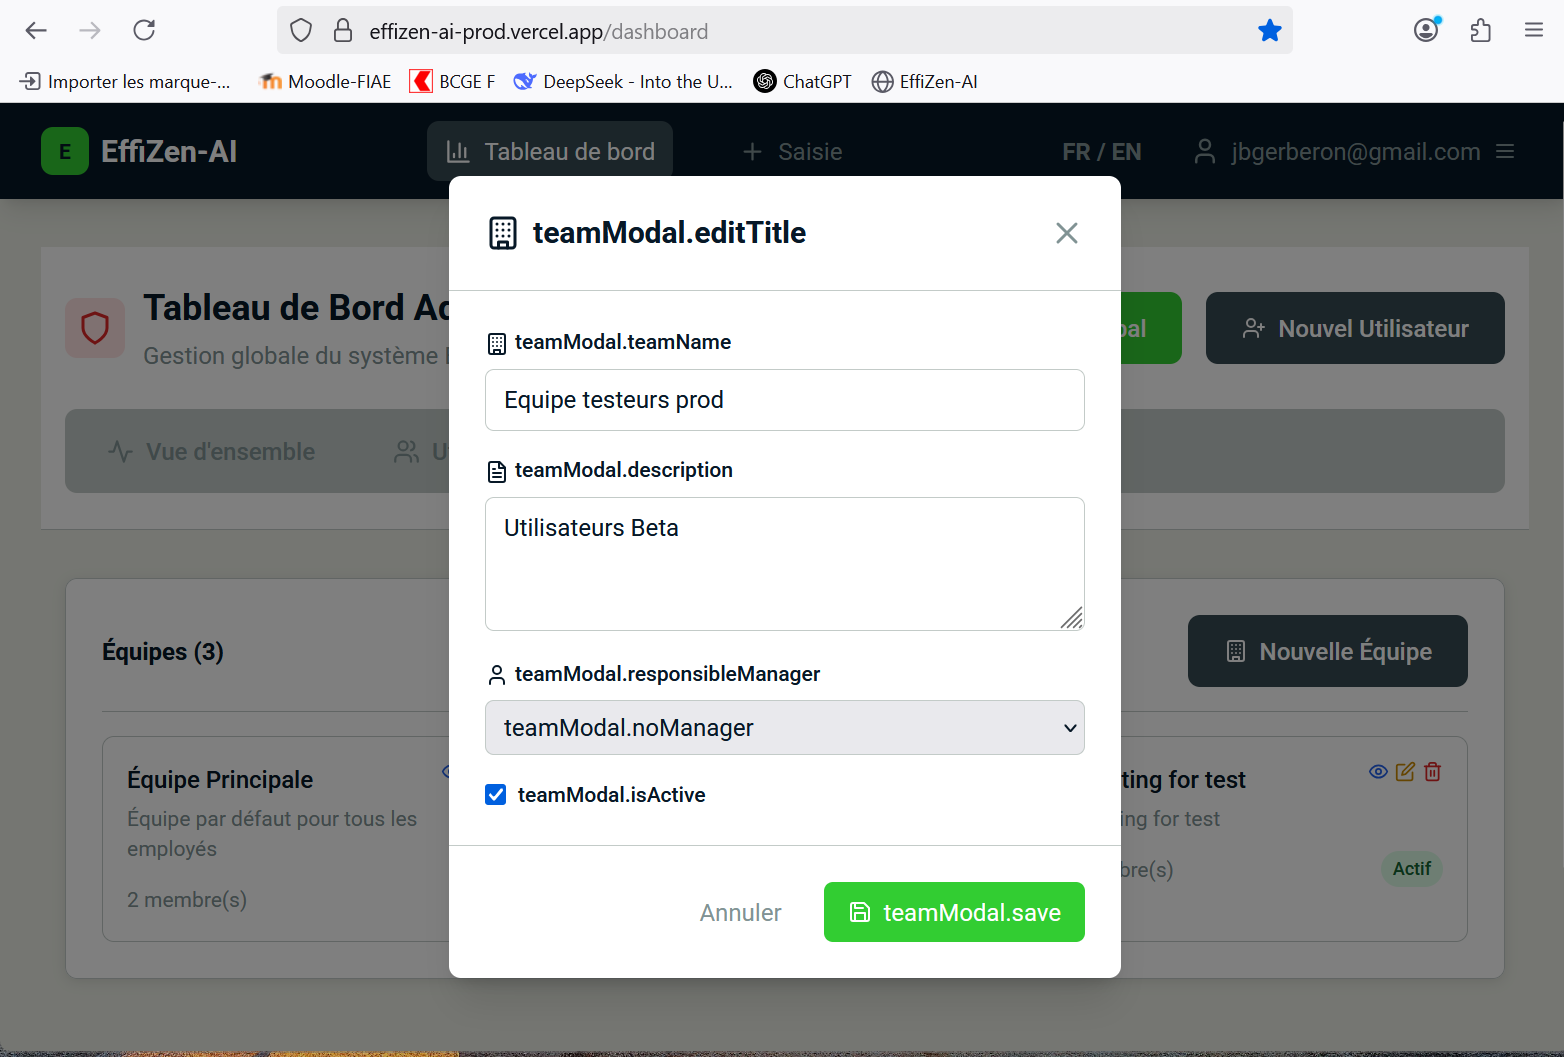 effizen-ai-prod.vercel.app/dashboard
Importer les marque-...
Moodle-FIAE
BCGE F
DeepSeek - Into the U...
ChatGPT
EffiZen-AI
E EffiZen-AI
Tableau de bord
Saisie
FR / EN
jbgerberon@gmail.com
teamModal.editTitle
Tableau de Bord
Gestion globale du système
Nouvel Utilisateur
Vue d'ensemble
teamModal.teamName
Equipe testeurs prod
teamModal.description
Utilisateurs Beta
teamModal.responsibleManager
teamModal.noManager
teamModal.isActive
Annuler
teamModal.save
Équipes (3)
Nouvelle Équipe
Équipe Principale
Équipe par défaut pour tous les
employés
2 membre(s)
ting for test
ing for test
bre(s)
Actif